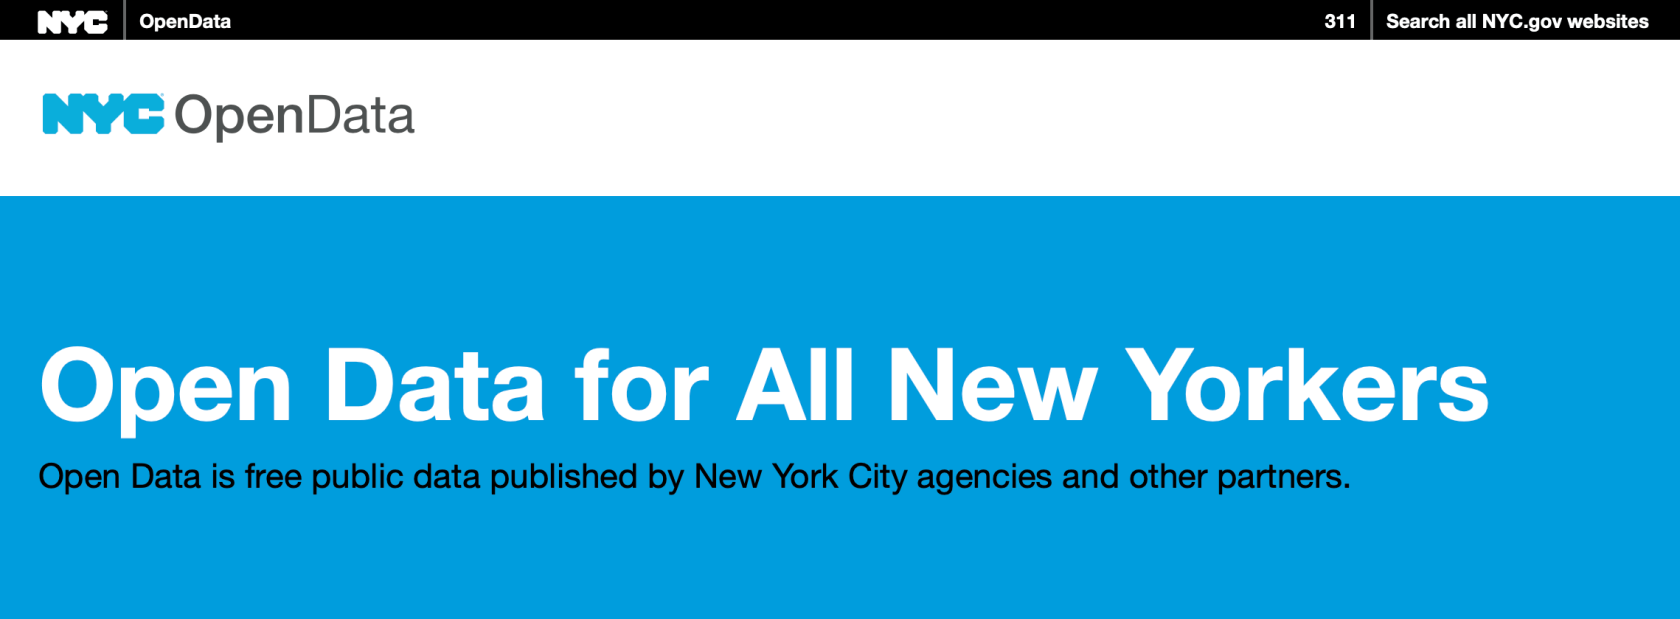 NYC OpenData 311 Search all NYC.gov websites
NYC OpenData
Open Data for All New Yorkers
Open Data is free public data published by New York City agencies and other partners.